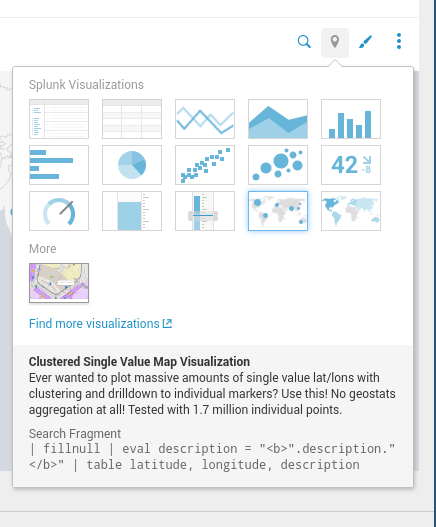 Splunk Visualizations
42
-8
More
Find more visualizations
Clustered Single Value Map Visualization
Ever wanted to plot massive amounts of single value lat/lons with
clustering and drilldown to individual markers? Use this! No geostats
aggregation at all! Tested with 1.7 million individual points.
Search Fragment
| fillnull | eval description = "<b>".description."
</b>" | table latitude, longitude, description